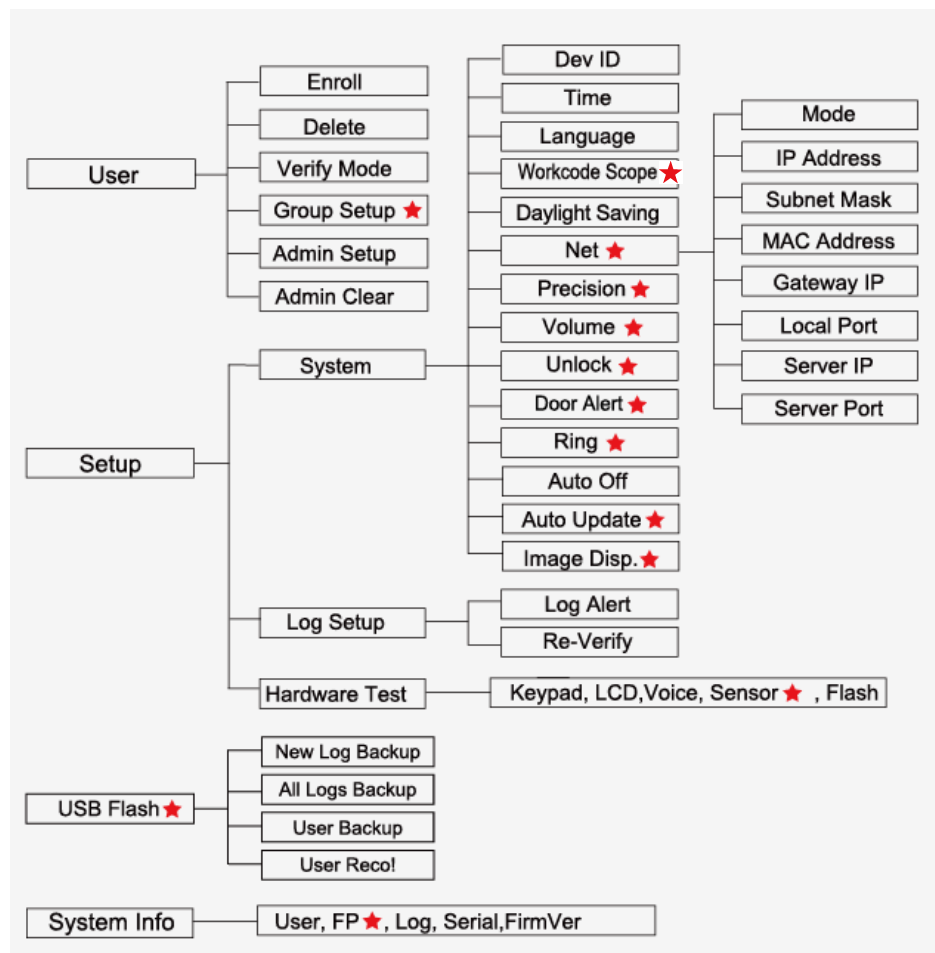 User
Enroll
Delete
Verify Mode
Group Setup ★
Admin Setup
Admin Clear
Setup
System
Dev ID
Time
Language
Workcode Scope ★
Daylight Saving
Net ★
Mode
IP Address
Subnet Mask
MAC Address
Gateway IP
Local Port
Server IP
Server Port
Precision ★
Volume ★
Unlock ★
Door Alert ★
Ring ★
Auto Off
Auto Update ★
Image Disp. ★
Log Setup
Log Alert
Re-Verify
Hardware Test
Keypad, LCD,Voice, Sensor ★ , Flash
USB Flash ★
New Log Backup
All Logs Backup
User Backup
User Reco!
System Info
User, FP ★, Log, Serial,FirmVer